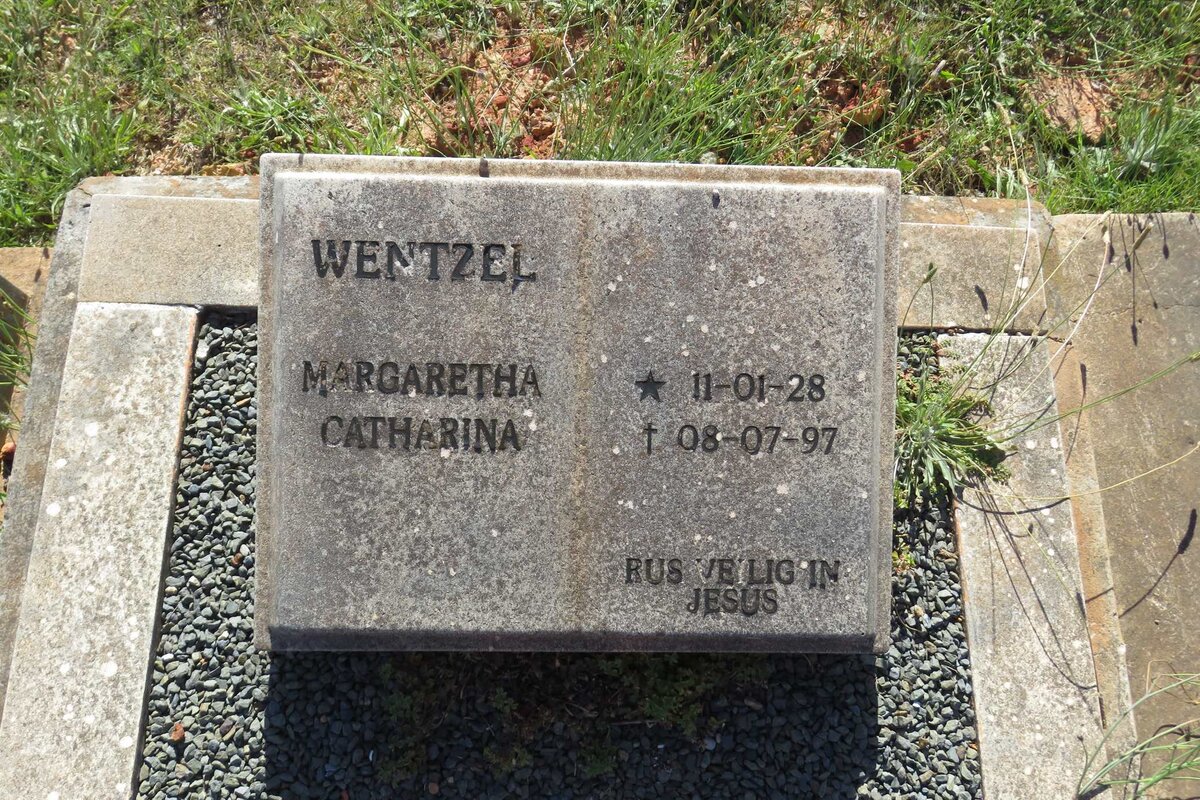 WENTZEL
MARGARETHA
CATHARINA
★ 11-01-28
† 08-07-97
RUS VEILIG IN
JESUS